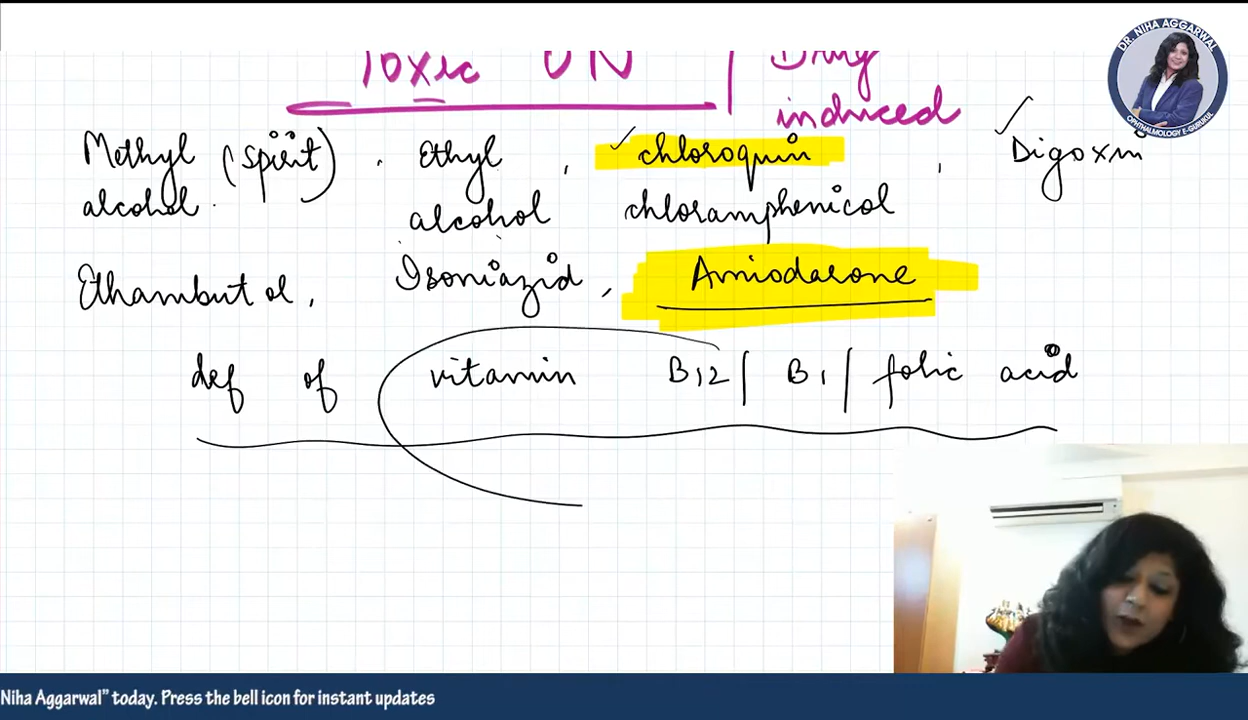 Toxic ON | Drug
induced
Methyl (spirit) . Ethyl , ✓ chloroquin , ✓ Digoxin
alcohol. alcohol chloramphenicol
Ethambutol, Isoniazid, Amiodarone
def of vitamin B12 | B1 | folic acid
DR. NIHA AGGARWAL
OPHTHALMOLOGY E-GURUKUL
Niha Aggarwal” today. Press the bell icon for instant updates